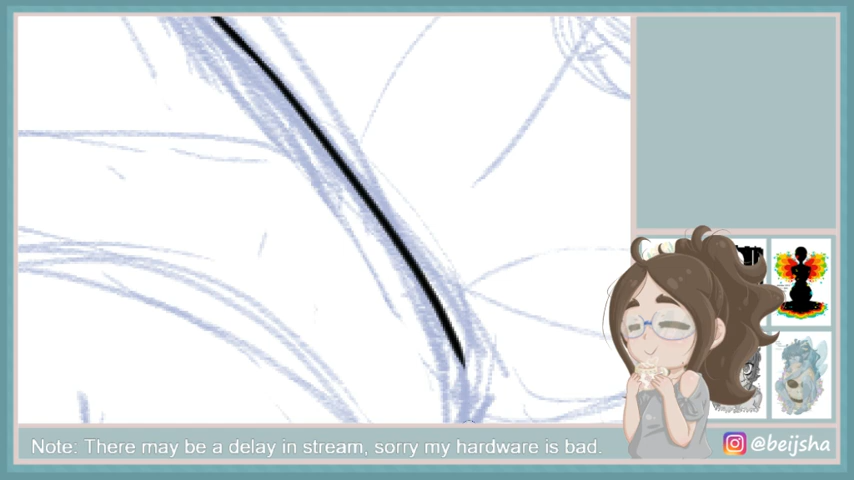 Note: There may be a delay in stream, sorry my hardware is bad.
@beijsha